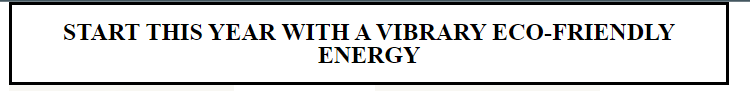 START THIS YEAR WITH A VIBRARY ECO-FRIENDLY
ENERGY